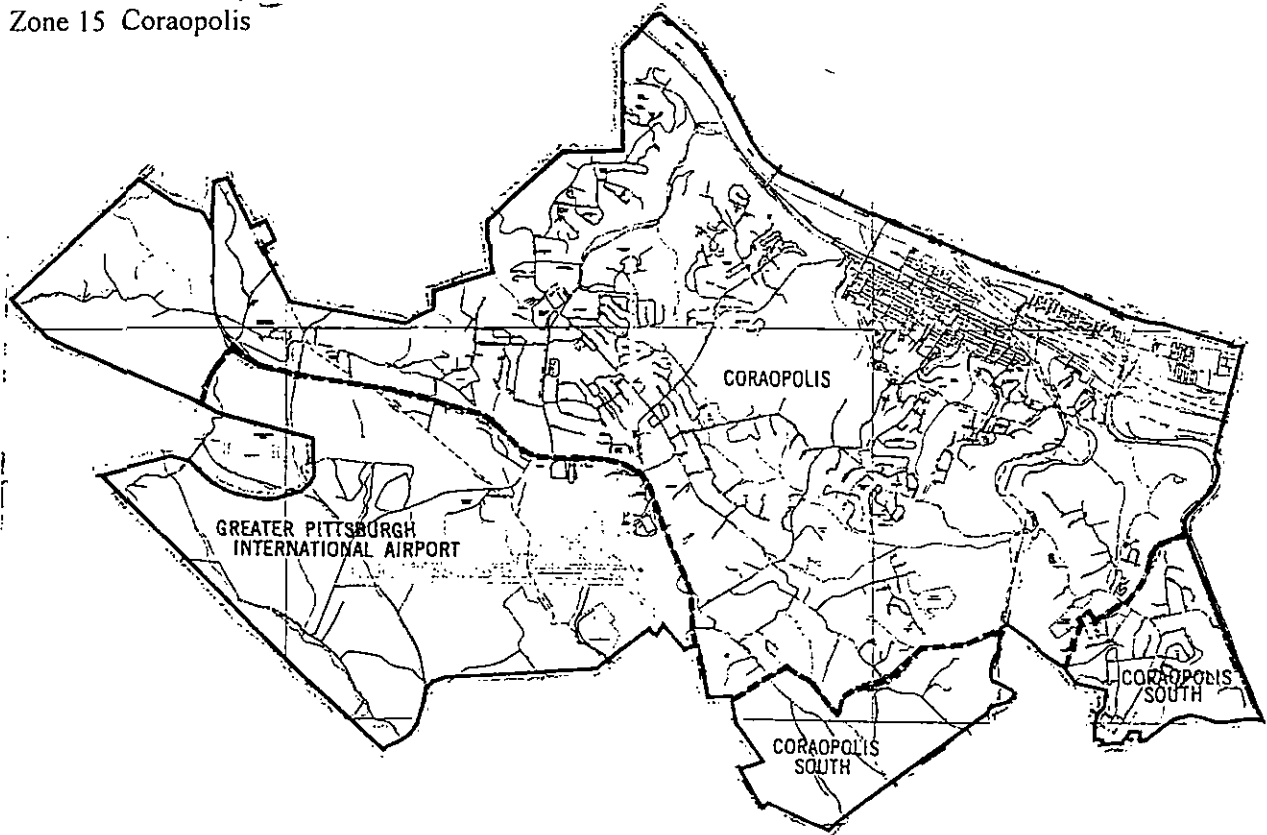 Zone 15 Coraopolis
CORAOPOLIS
GREATER PITTSBURGH
INTERNATIONAL AIRPORT
CORAOPOLIS
SOUTH
CORAOPOLIS
SOUTH